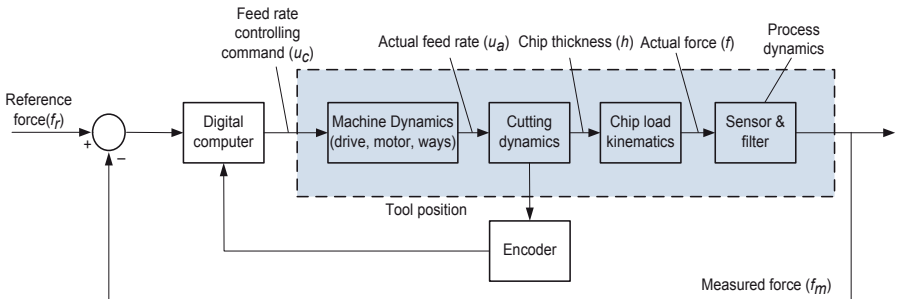 Feed rate
controlling
command (uc)
Actual feed rate (ua)
Chip thickness (h)
Actual force (f)
Process
dynamics
Reference
force(fr)
+
−
Digital
computer
Machine Dynamics
(drive, motor, ways)
Cutting
dynamics
Chip load
kinematics
Sensor &
filter
Tool position
Encoder
Measured force (fm)